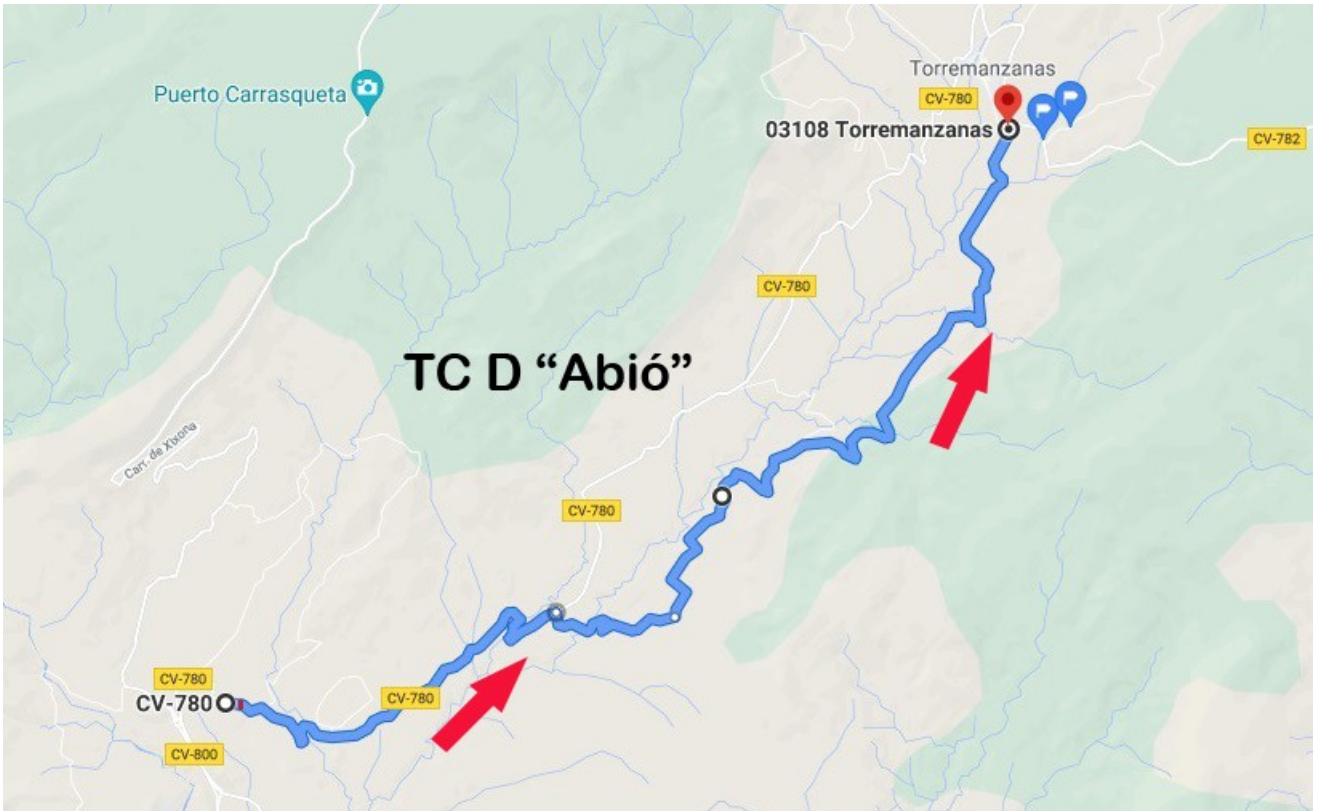 Torremanzanas
Puerto Carrasqueta
CV-780
03108 Torremanzanas
CV-782
CV-780
TC D “Abió”
Carr. de Xixona
CV-780
CV-780
CV-780
CV-780
CV-800